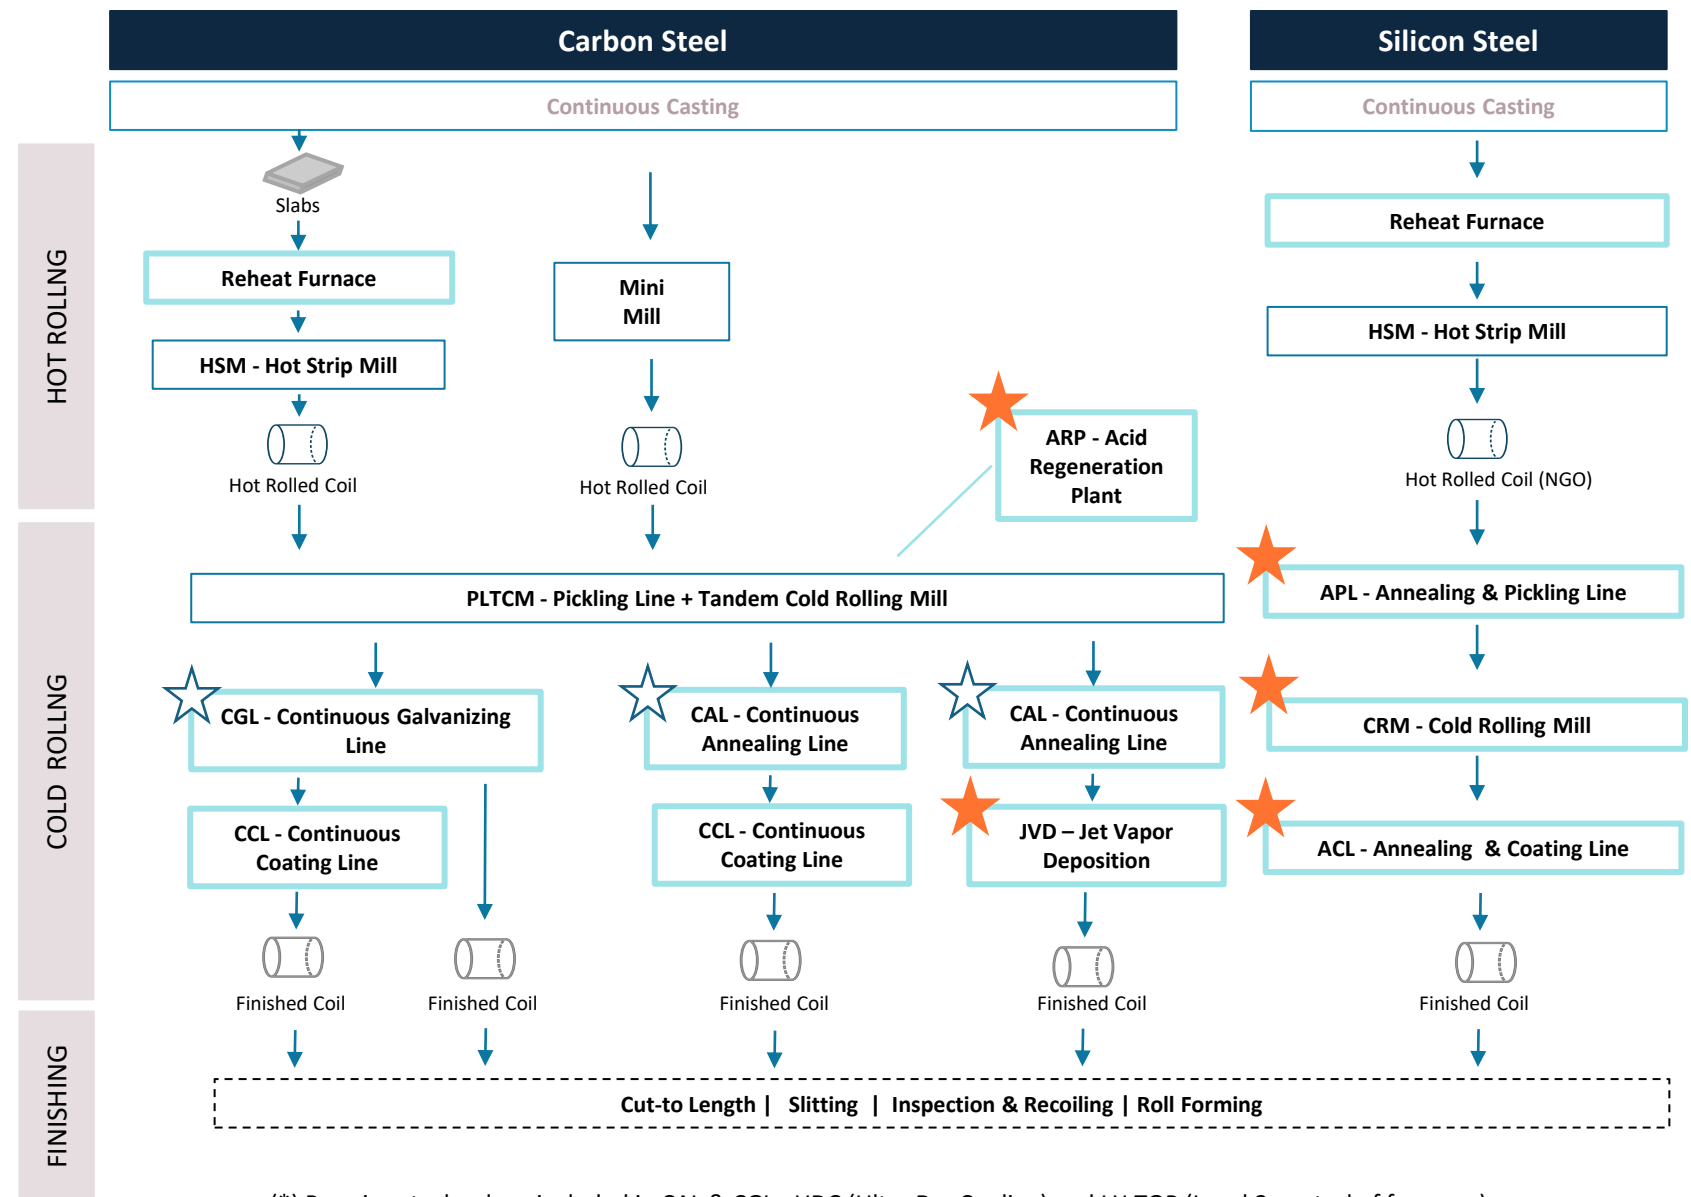 Carbon Steel
Silicon Steel
Continuous Casting
Continuous Casting
HOT ROLLNG
Slabs
Reheat Furnace
HSM - Hot Strip Mill
Hot Rolled Coil
Mini
Mill
Hot Rolled Coil
ARP - Acid
Regeneration
Plant
Reheat Furnace
HSM - Hot Strip Mill
Hot Rolled Coil (NGO)
COLD ROLLNG
PLTCM - Pickling Line + Tandem Cold Rolling Mill
CGL - Continuous Galvanizing
Line
CCL - Continuous
Coating Line
Finished Coil
Finished Coil
CAL - Continuous
Annealing Line
CCL - Continuous
Coating Line
Finished Coil
CAL - Continuous
Annealing Line
JVD – Jet Vapor
Deposition
Finished Coil
APL - Annealing & Pickling Line
CRM - Cold Rolling Mill
ACL - Annealing & Coating Line
Finished Coil
FINISHING
Cut-to Length | Slitting | Inspection & Recoiling | Roll Forming